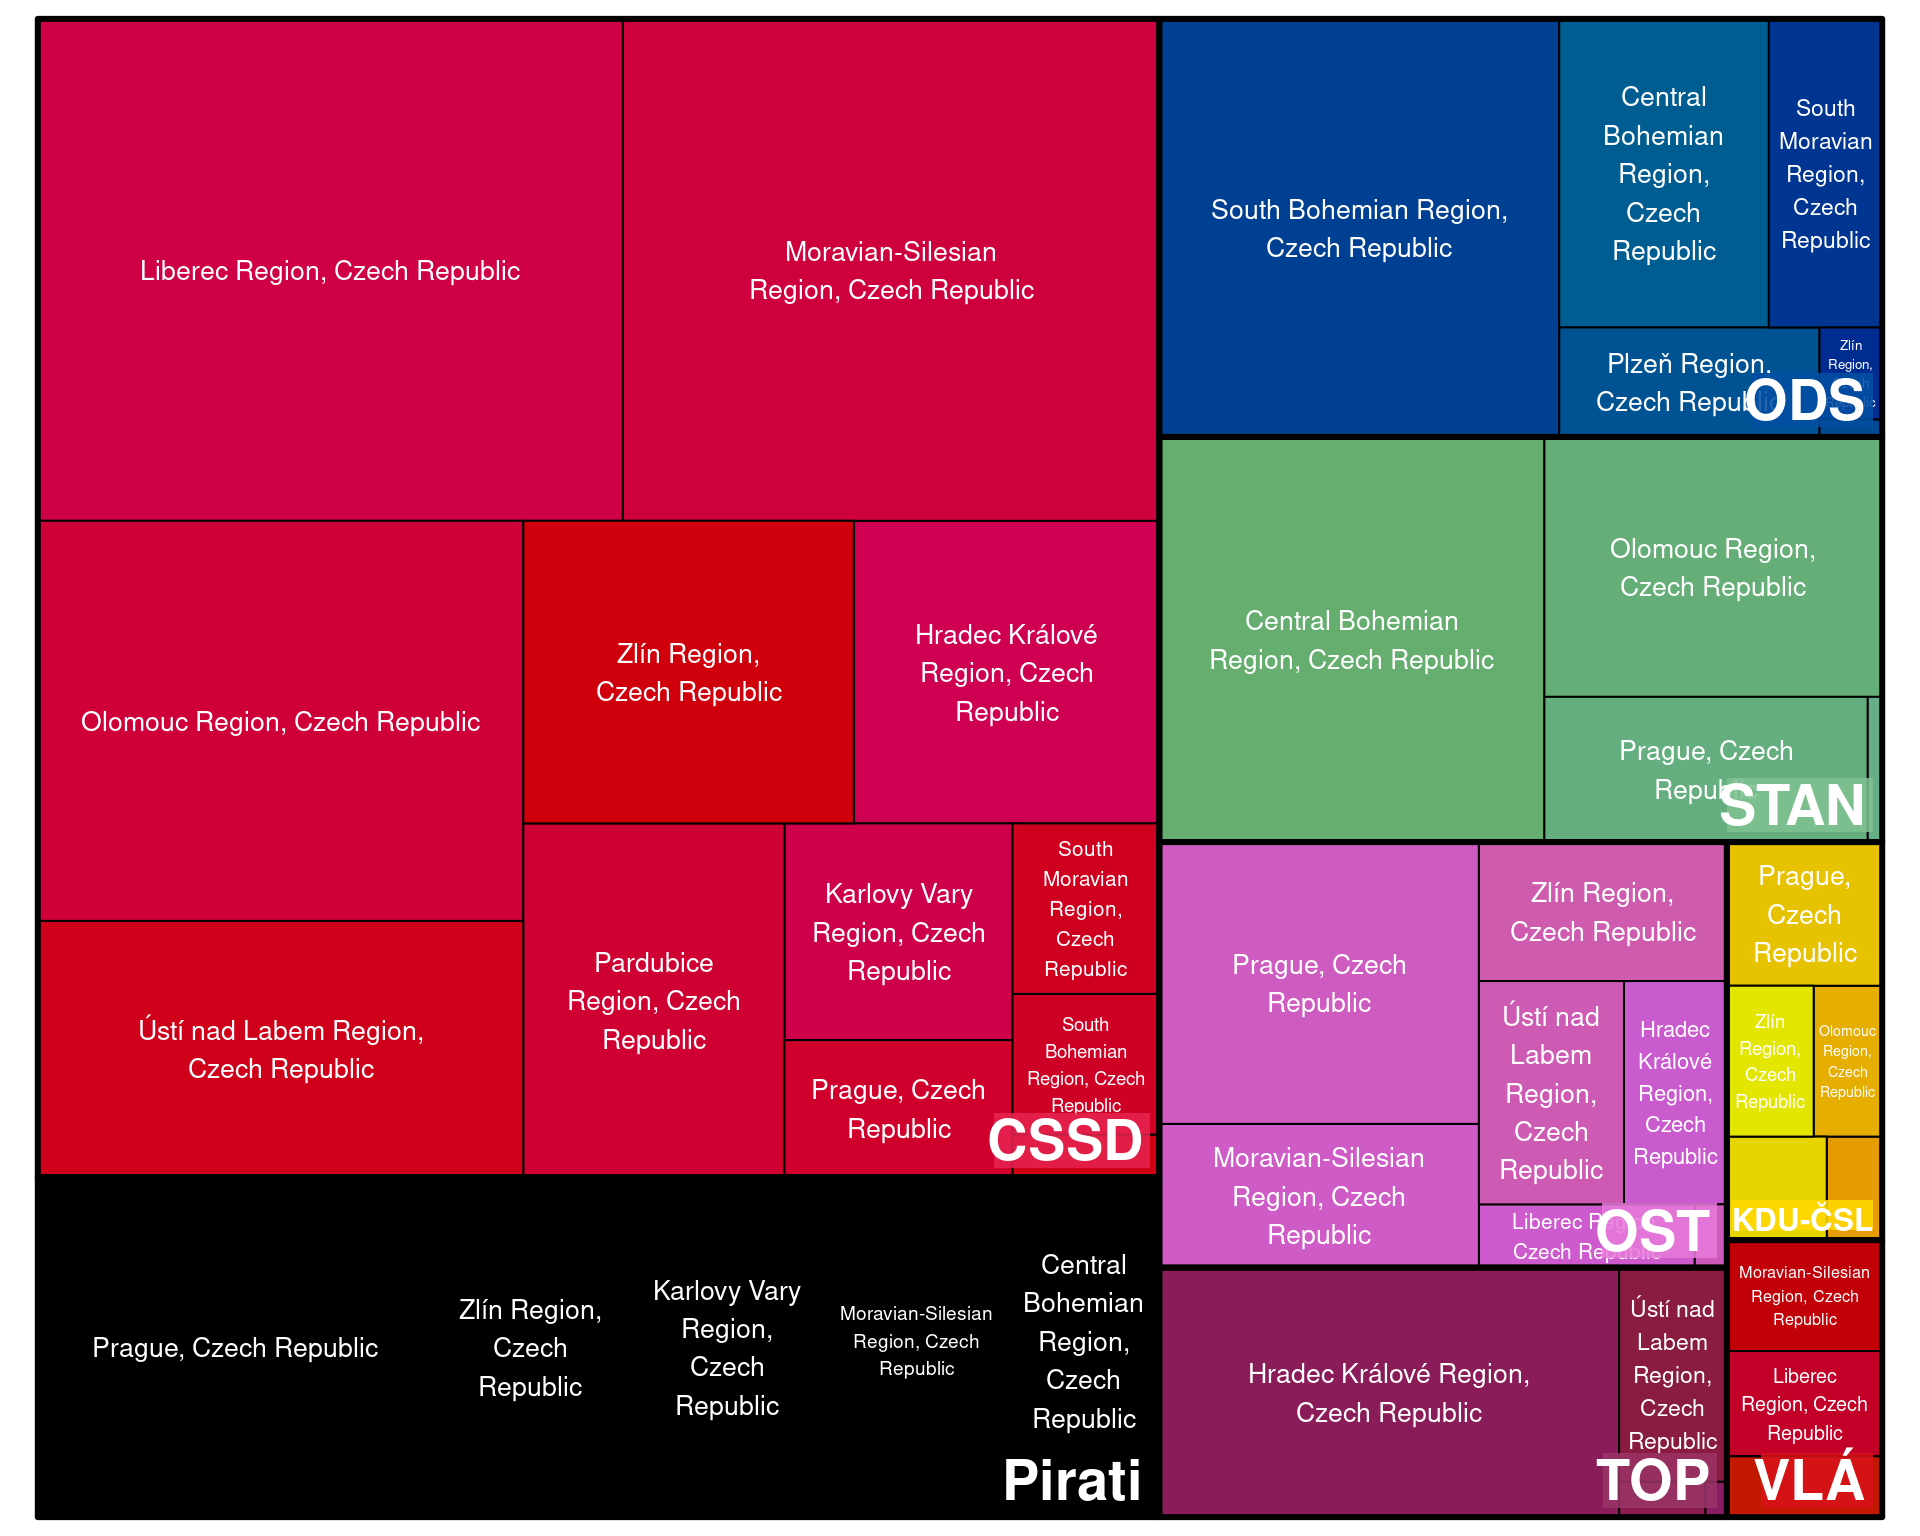 Liberec Region, Czech Republic
Moravian-Silesian
Region, Czech Republic
Olomouc Region, Czech Republic
Zlín Region,
Czech Republic
Hradec Králové
Region, Czech
Republic
Ústí nad Labem Region,
Czech Republic
Pardubice
Region, Czech
Republic
Karlovy Vary
Region, Czech
Republic
South
Moravian
Region,
Czech
Republic
Prague, Czech
Republic
South
Bohemian
Region, Czech
Republic
CSSD
Prague, Czech Republic
Zlín Region,
Czech
Republic
Karlovy Vary
Region,
Czech
Republic
Moravian-Silesian
Region, Czech
Republic
Central
Bohemian
Region,
Czech
Republic
Pirati
South Bohemian Region,
Czech Republic
Central
Bohemian
Region,
Czech
Republic
South
Moravian
Region,
Czech
Republic
Plzeň Region.
Czech Republic
Zlín
Region,
ODS
Central Bohemian
Region, Czech Republic
Olomouc Region,
Czech Republic
Prague, Czech
Republic
STAN
Prague, Czech
Republic
Zlín Region,
Czech Republic
Ústí nad
Labem
Region,
Czech
Republic
Hradec
Králové
Region,
Czech
Republic
Moravian-Silesian
Region, Czech
Republic
Liberec Region,
Czech Republic
OST
Prague,
Czech
Republic
Zlín
Region,
Czech
Republic
Olomouc
Region,
Czech
Republic
KDU-ČSL
Hradec Králové Region,
Czech Republic
Ústí nad
Labem
Region,
Czech
Republic
TOP
Moravian-Silesian
Region, Czech
Republic
Liberec
Region, Czech
Republic
VLÁ